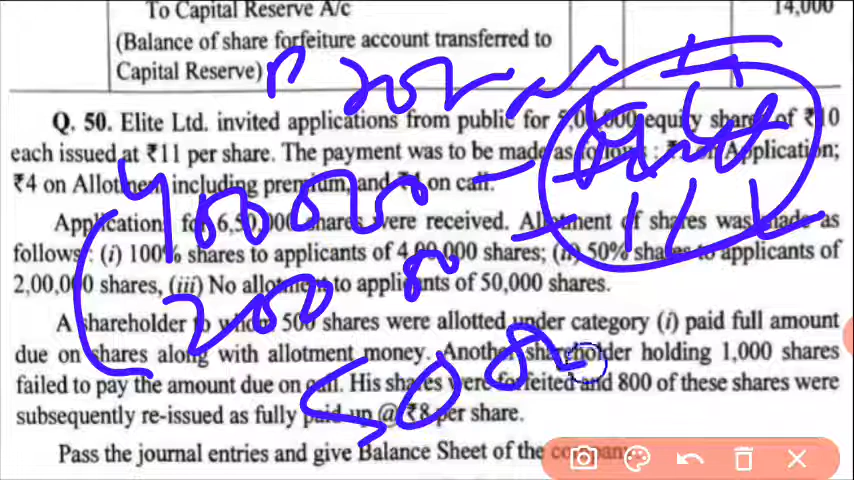 To Capital Reserve A/c
14,000
(Balance of share forfeiture account transferred to
Capital Reserve)
Q. 50. Elite Ltd. invited applications from public for 5,00,000 equity shares of ₹10
each issued at ₹11 per share. The payment was to be made as follows : on Application;
₹4 on Allotment including premium, and on call.
Applications for 6,50,000 shares were received. Allotment of shares was made as
follows : (i) 100% shares to applicants of 4,00,000 shares; (ii) 50% shares to applicants of
2,00,000 shares, (iii) No allotment to applicants of 50,000 shares.
A shareholder to whom 500 shares were allotted under category (i) paid full amount
due on shares along with allotment money. Another shareholder holding 1,000 shares
failed to pay the amount due on call. His shares were forfeited and 800 of these shares were
subsequently re-issued as fully paid up @ ₹8 per share.
Pass the journal entries and give Balance Sheet of the company.